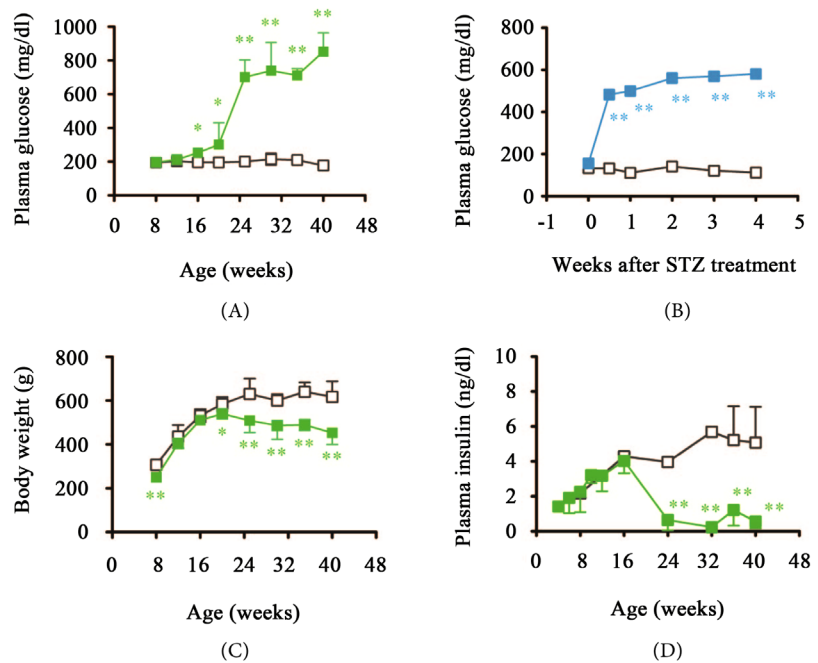 Plasma glucose (mg/dl)
1000
800
600
400
200
0
0 8 16 24 32 40 48
* * ** ** ** **
Age (weeks)
(A)
Plasma glucose (mg/dl)
800
600
400
200
0
-1 0 1 2 3 4 5
** ** ** ** **
Weeks after STZ treatment
(B)
Body weight (g)
800
600
400
200
0
0 8 16 24 32 40 48
** * ** ** ** **
Age (weeks)
(C)
Plasma insulin (ng/dl)
10
8
6
4
2
0
0 8 16 24 32 40 48
** ** ** **
Age (weeks)
(D)